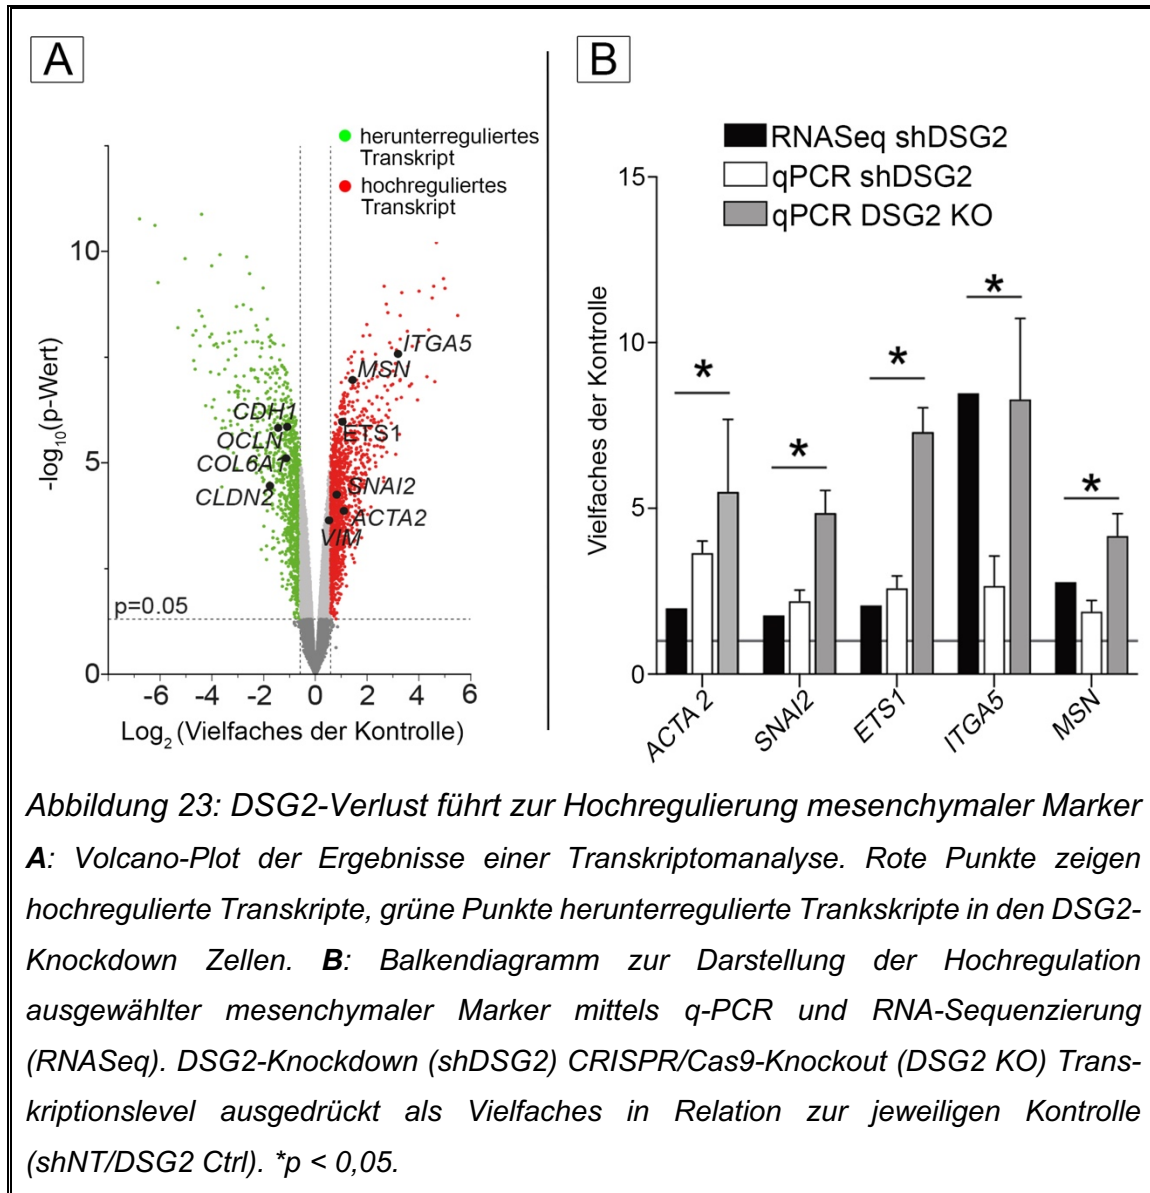 A
herunterreguliertes
Transkript
hochreguliertes
Transkript
10
5
0
-log10(p-Wert)
ITGA5
MSN
CDH1
ETS1
OCLN
COL6A1
SNAI2
CLDN2
ACTA2
VIM
p=0.05
-6 -4 -2 0 2 4 6
Log2 (Vielfaches der Kontrolle)
B
RNASeq shDSG2
qPCR shDSG2
qPCR DSG2 KO
15
10
5
0
Vielfaches der Kontrolle
* * * * *
ACTA 2 SNAI2 ETS1 ITGA5 MSN
Abbildung 23: DSG2-Verlust führt zur Hochregulierung mesenchymaler Marker
A: Volcano-Plot der Ergebnisse einer Transkriptomanalyse. Rote Punkte zeigen
hochregulierte Transkripte, grüne Punkte herunterregulierte Trankskripte in den DSG2-
Knockdown Zellen. B: Balkendiagramm zur Darstellung der Hochregulation
ausgewählter mesenchymaler Marker mittels q-PCR und RNA-Sequenzierung
(RNASeq). DSG2-Knockdown (shDSG2) CRISPR/Cas9-Knockout (DSG2 KO) Trans-
kriptionslevel ausgedrückt als Vielfaches in Relation zur jeweiligen Kontrolle
(shNT/DSG2 Ctrl). *p < 0,05.